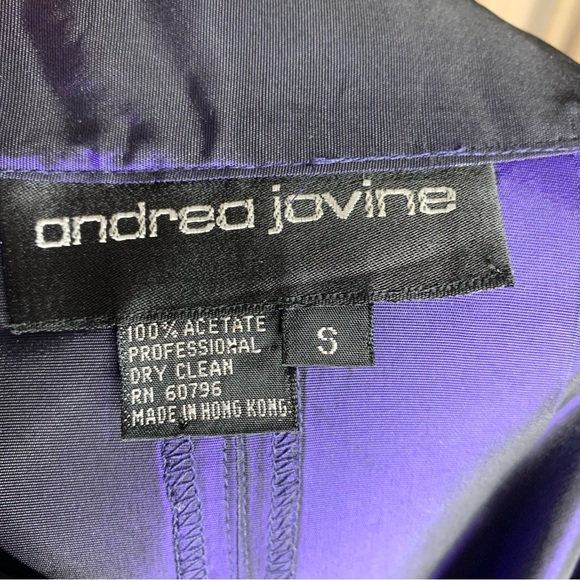 andrea jovine
100% ACETATE
PROFESSIONAL
DRY CLEAN
RN 60796
MADE IN HONG KONG
S